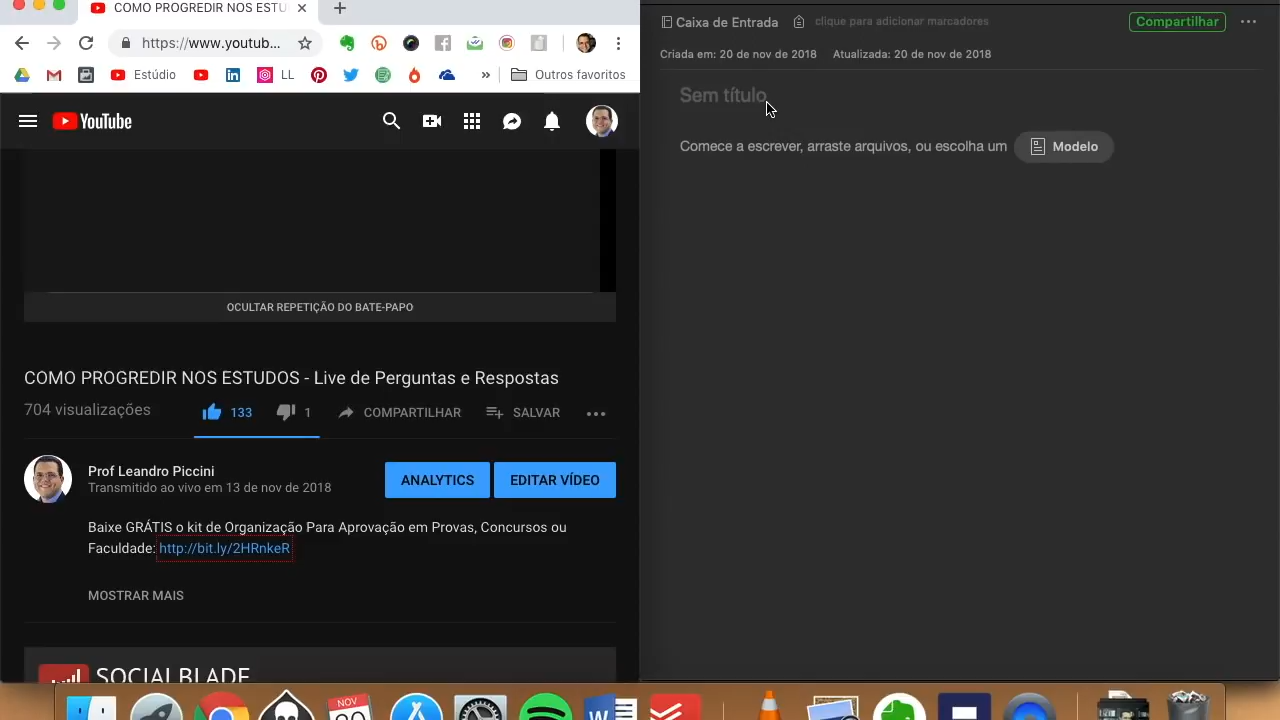 COMO PROGREDIR NOS ESTU
https://www.youtub...
Estúdio
LL
Outros favoritos
YouTube
OCULTAR REPETIÇÃO DO BATE-PAPO
COMO PROGREDIR NOS ESTUDOS - Live de Perguntas e Respostas
704 visualizações
133
1
COMPARTILHAR
SALVAR
Prof Leandro Piccini
Transmitido ao vivo em 13 de nov de 2018
ANALYTICS
EDITAR VÍDEO
Baixe GRÁTIS o kit de Organização Para Aprovação em Provas, Concursos ou
Faculdade: http://bit.ly/2HRnkeR
MOSTRAR MAIS
SOCIALBLADE
Caixa de Entrada
clique para adicionar marcadores
Compartilhar
Criada em: 20 de nov de 2018
Atualizada: 20 de nov de 2018
Sem título
Comece a escrever, arraste arquivos, ou escolha um
Modelo
NOV
20
W